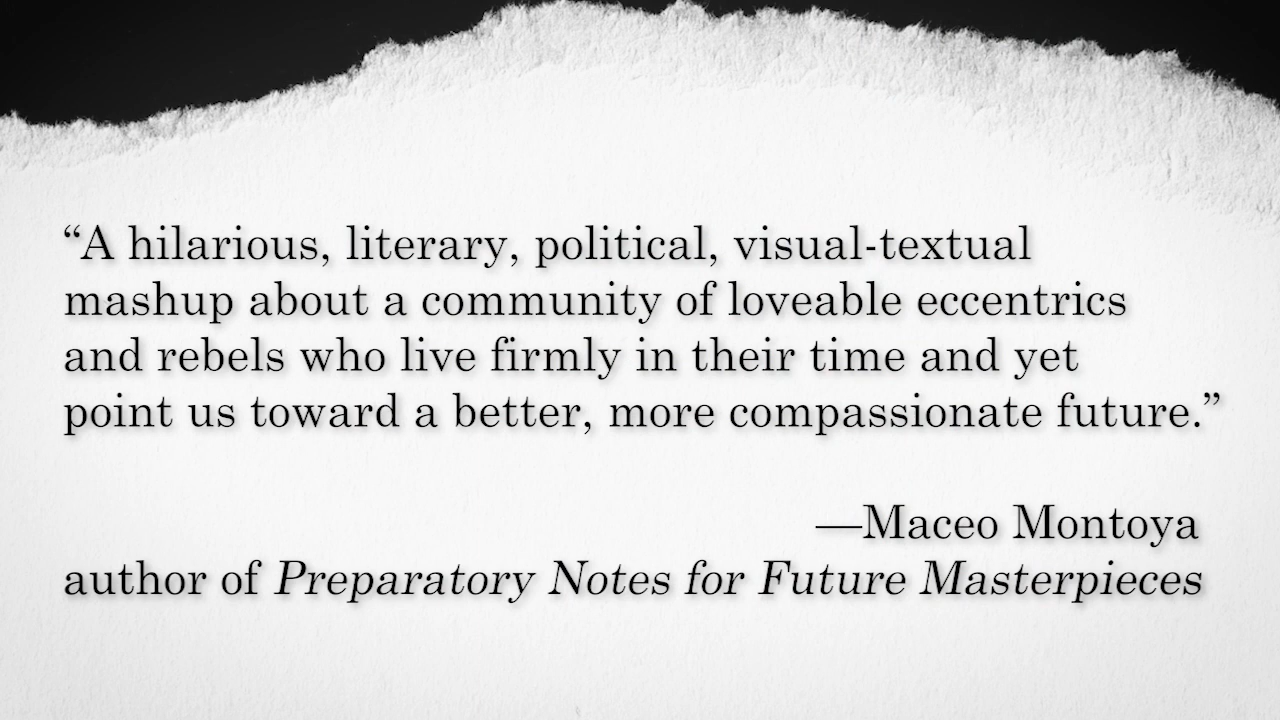 “A hilarious, literary, political, visual-textual
mashup about a community of loveable eccentrics
and rebels who live firmly in their time and yet
point us toward a better, more compassionate future.”
—Maceo Montoya
author of Preparatory Notes for Future Masterpieces